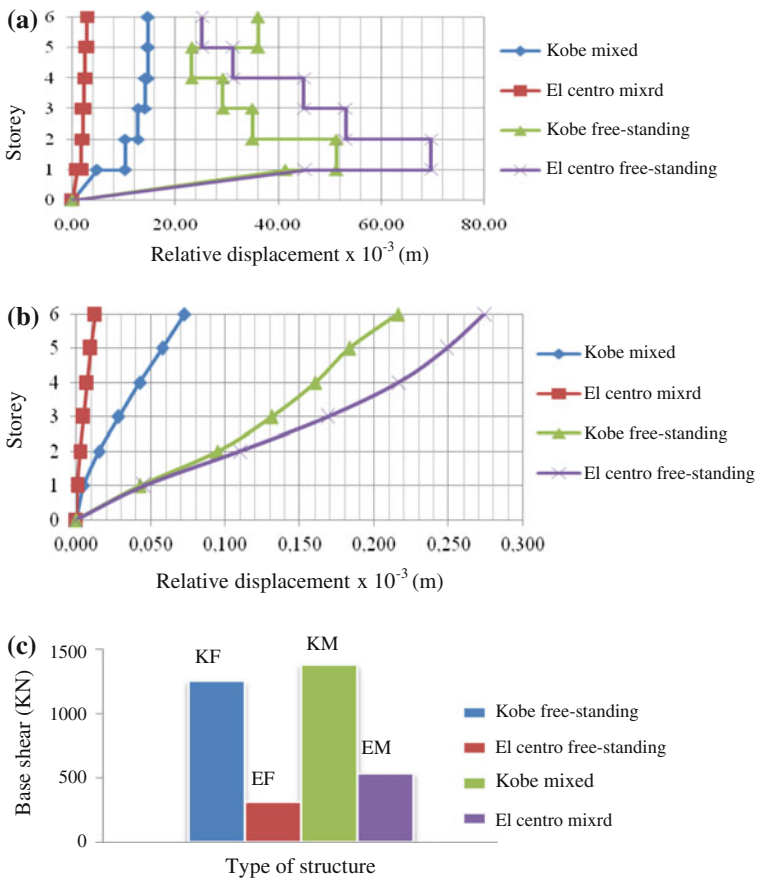 (a)
6
5
4
3
2
1
0
Storey
0,00 20,00 40,00 60,00 80,00
Relative displacement x 10⁻³ (m)
Kobe mixed
El centro mixrd
Kobe free-standing
El centro free-standing
(b)
6
5
4
3
2
1
0
Storey
0,000 0,050 0,100 0,150 0,200 0,250 0,300
Relative displacement x 10⁻³ (m)
Kobe mixed
El centro mixrd
Kobe free-standing
El centro free-standing
(c)
1500
1000
500
0
Base shear (KN)
KF
EF
KM
EM
Type of structure
Kobe free-standing
El centro free-standing
Kobe mixed
El centro mixrd